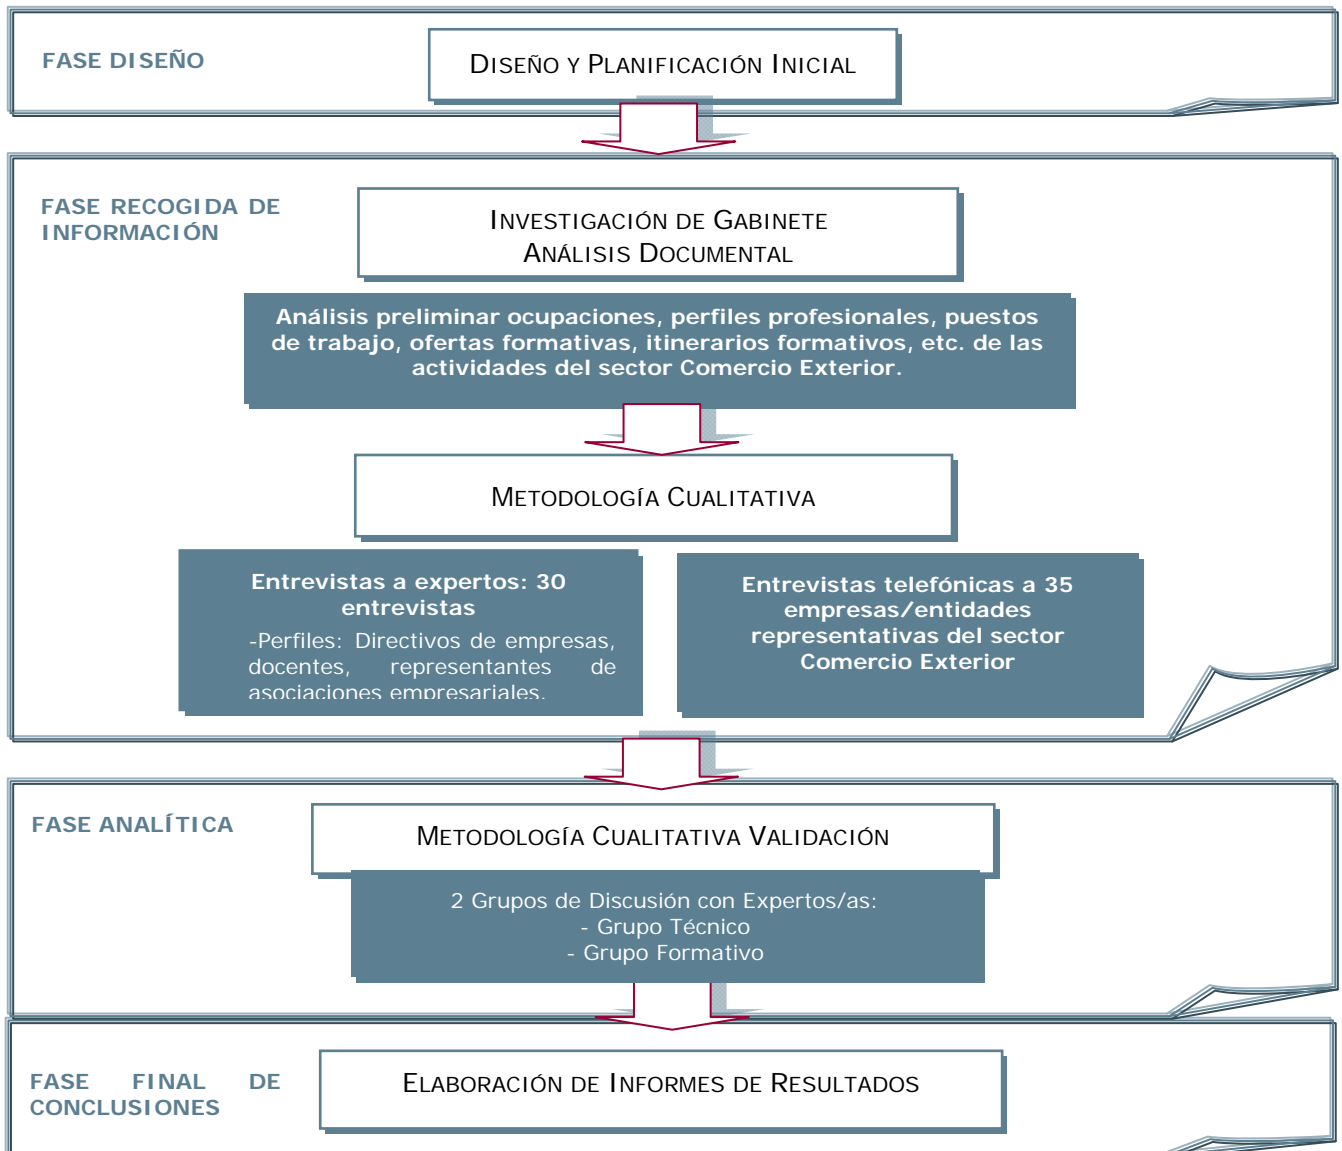 FASE DISEÑO
DISEÑO Y PLANIFICACIÓN INICIAL
FASE RECOGIDA DE
INFORMACIÓN
INVESTIGACIÓN DE GABINETE
ANÁLISIS DOCUMENTAL
Análisis preliminar ocupaciones, perfiles profesionales, puestos
de trabajo, ofertas formativas, itinerarios formativos, etc. de las
actividades del sector Comercio Exterior.
METODOLOGÍA CUALITATIVA
Entrevistas a expertos: 30
entrevistas
-Perfiles: Directivos de empresas,
docentes, representantes de
asociaciones empresariales.
Entrevistas telefónicas a 35
empresas/entidades
representativas del sector
Comercio Exterior
FASE ANALÍTICA
METODOLOGÍA CUALITATIVA VALIDACIÓN
2 Grupos de Discusión con Expertos/as:
- Grupo Técnico
- Grupo Formativo
FASE FINAL DE
CONCLUSIONES
ELABORACIÓN DE INFORMES DE RESULTADOS